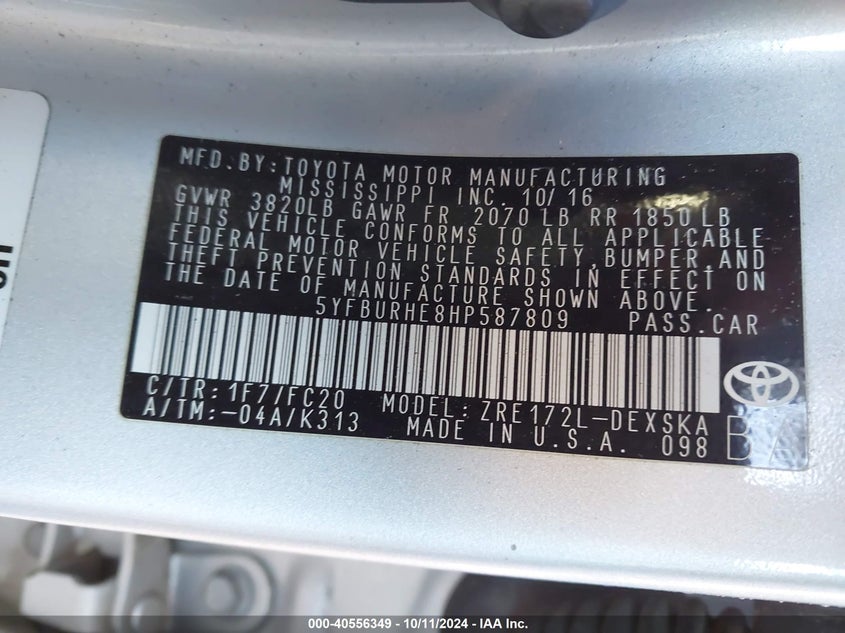 MFD.BY:TOYOTA MOTOR MANUFACTURING
MISSISSIPPI INC. 10/16
GVWR 3820LB GAWR FR 2070 LB RR 1850 LB
THIS VEHICLE CONFORMS TO ALL APPLICABLE
FEDERAL MOTOR VEHICLE SAFETY, BUMPER, AND
THEFT PREVENTION STANDARDS IN EFFECT ON
THE DATE OF MANUFACTURE SHOWN ABOVE.
5YFBURHE8HP587809 PASS.CAR
C/TR: 1F7/FC20 MODEL: ZRE172L-DEXSKA
A/TM:-04A/K313 MADE IN U.S.A. 098
000-40556349 - 10/11/2024 - IAA Inc.